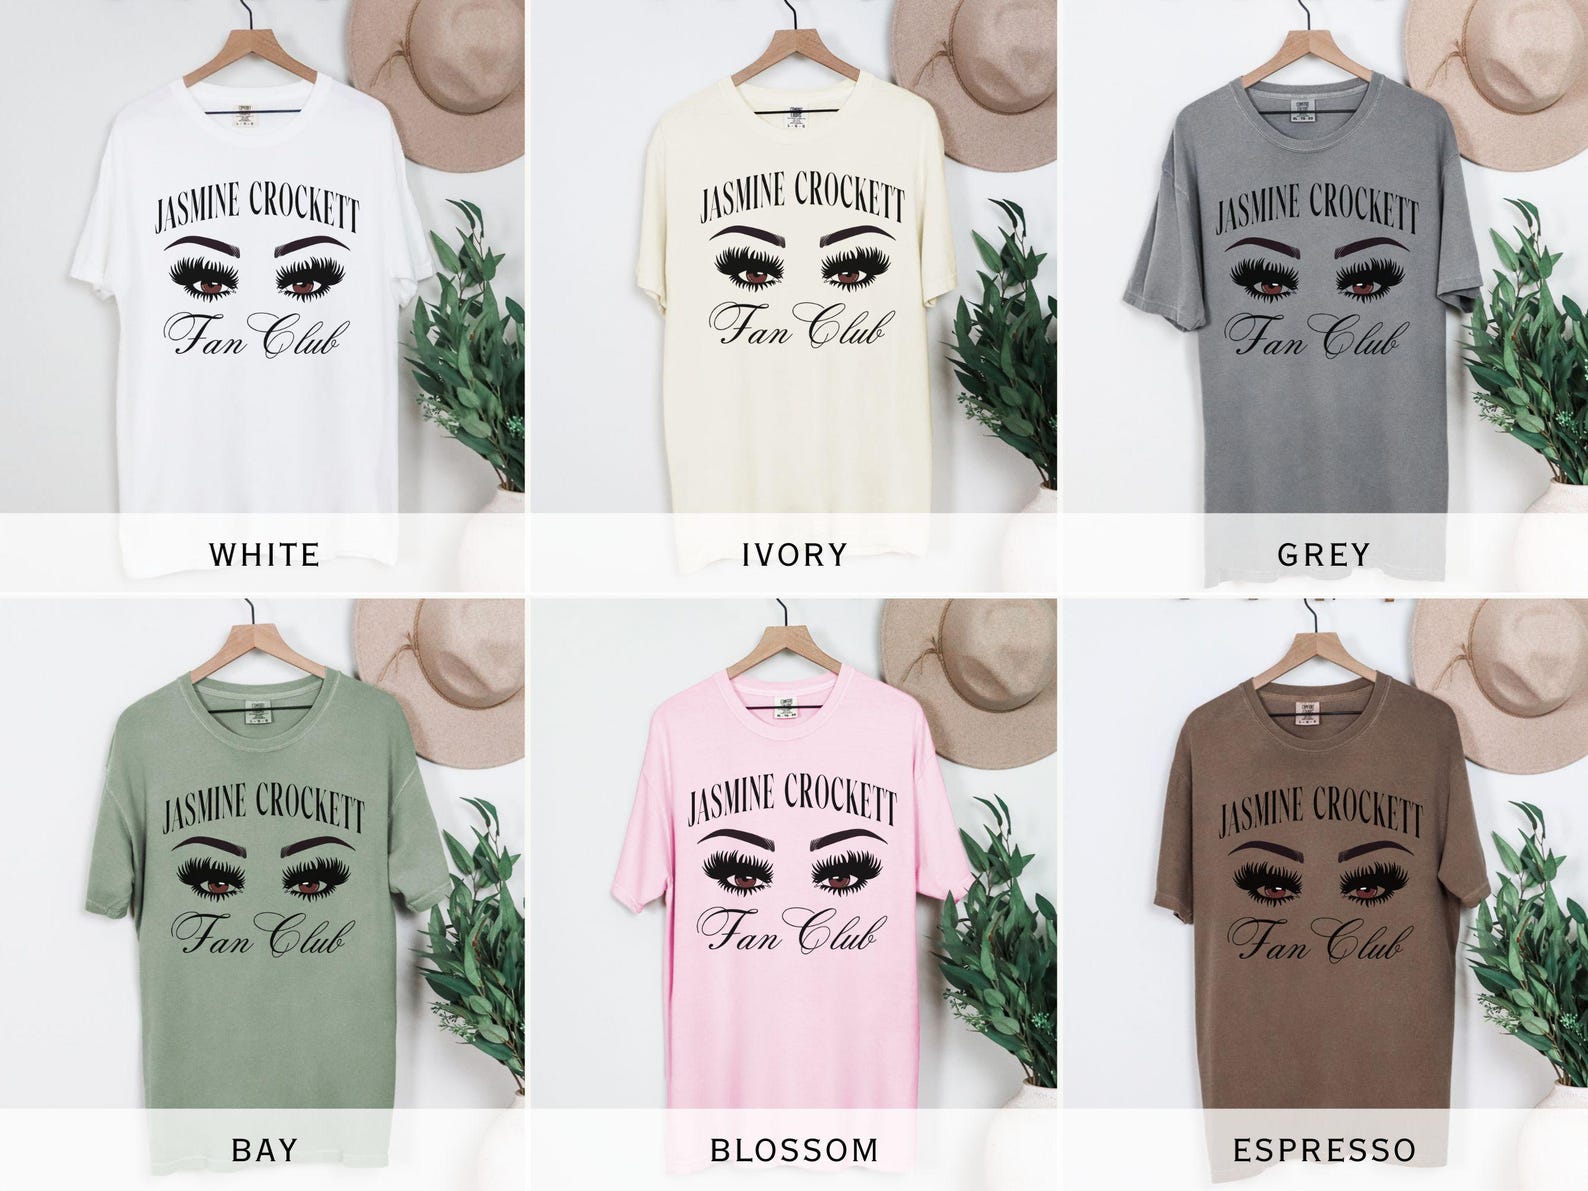 JASMINE CROCKETT
Fan Club
WHITE
JASMINE CROCKETT
Fan Club
IVORY
JASMINE CROCKETT
Fan Club
GREY
JASMINE CROCKETT
Fan Club
BAY
JASMINE CROCKETT
Fan Club
BLOSSOM
JASMINE CROCKETT
Fan Club
ESPRESSO